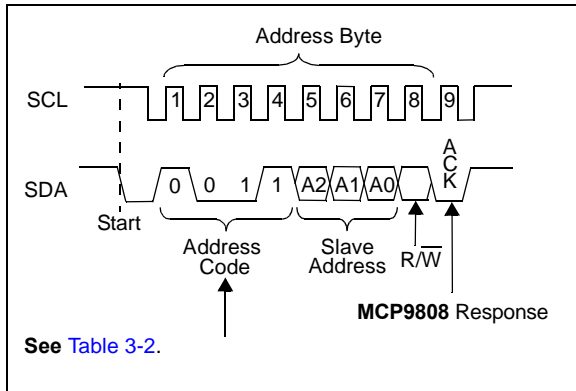 Address Byte
SCL 1 2 3 4 5 6 7 8 9
SDA 0 0 1 1 A2 A1 A0 ACK
Start
Address Code
Slave Address
R/W̅
MCP9808 Response
See Table 3-2.